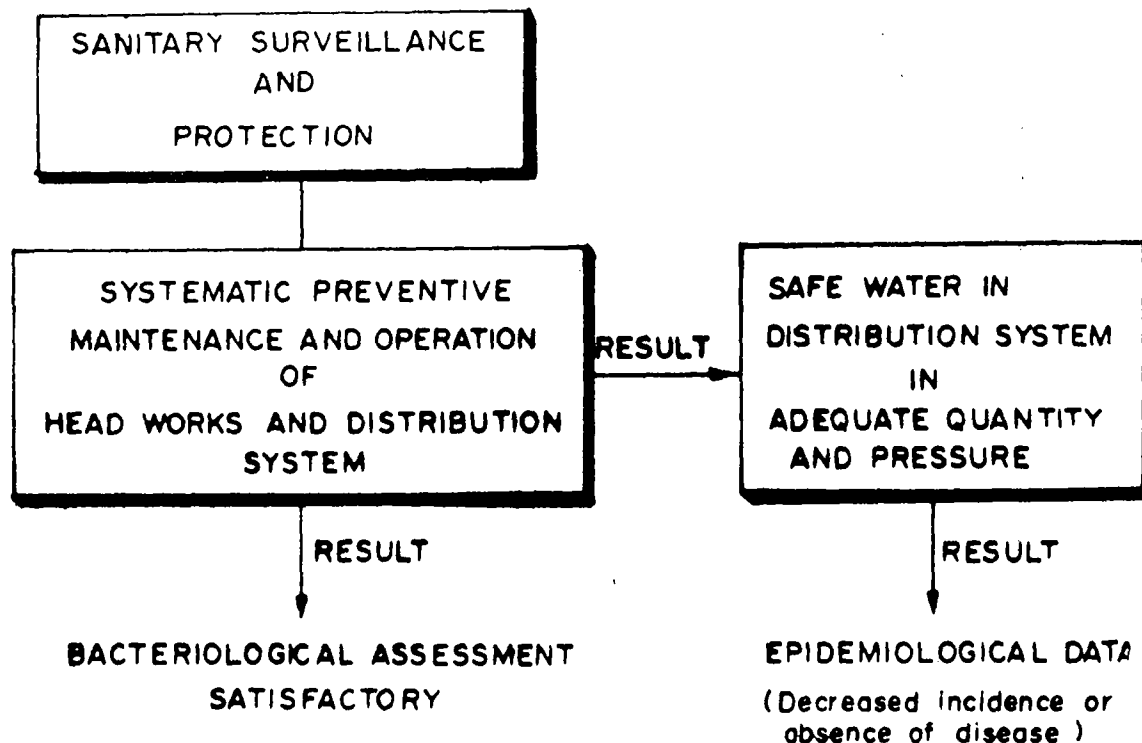 SANITARY SURVEILLANCE
AND
PROTECTION
SYSTEMATIC PREVENTIVE
MAINTENANCE AND OPERATION
OF
HEAD WORKS AND DISTRIBUTION
SYSTEM
RESULT
SAFE WATER IN
DISTRIBUTION SYSTEM
IN
ADEQUATE QUANTITY
AND PRESSURE
RESULT
BACTERIOLOGICAL ASSESSMENT
SATISFACTORY
RESULT
EPIDEMIOLOGICAL DATA
(Decreased incidence or
absence of disease)